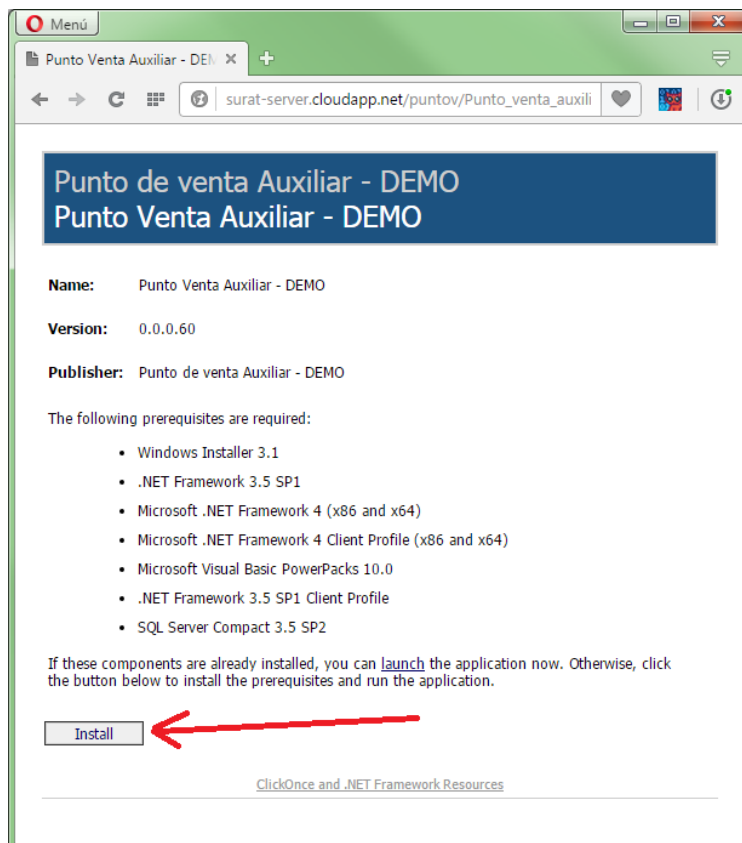 Menú
Punto Venta Auxiliar - DEM
surat-server.cloudapp.net/puntov/Punto_venta_auxili
Punto de venta Auxiliar - DEMO
Punto Venta Auxiliar - DEMO
Name: Punto Venta Auxiliar - DEMO
Version: 0.0.0.60
Publisher: Punto de venta Auxiliar - DEMO
The following prerequisites are required:
• Windows Installer 3.1
• .NET Framework 3.5 SP1
• Microsoft .NET Framework 4 (x86 and x64)
• Microsoft .NET Framework 4 Client Profile (x86 and x64)
• Microsoft Visual Basic PowerPacks 10.0
• .NET Framework 3.5 SP1 Client Profile
• SQL Server Compact 3.5 SP2
If these components are already installed, you can launch the application now. Otherwise, click
the button below to install the prerequisites and run the application.
Install
ClickOnce and .NET Framework Resources